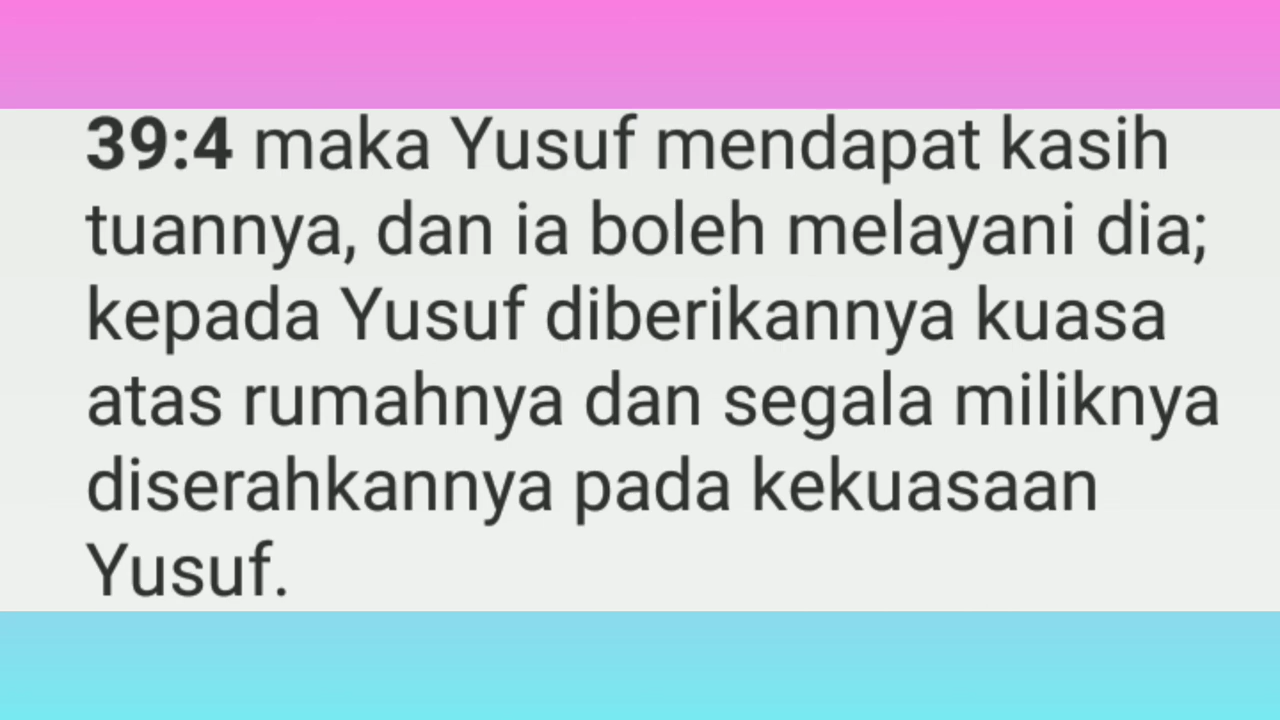 39:4 maka Yusuf mendapat kasih
tuannya, dan ia boleh melayani dia;
kepada Yusuf diberikannya kuasa
atas rumahnya dan segala miliknya
diserahkannya pada kekuasaan
Yusuf.